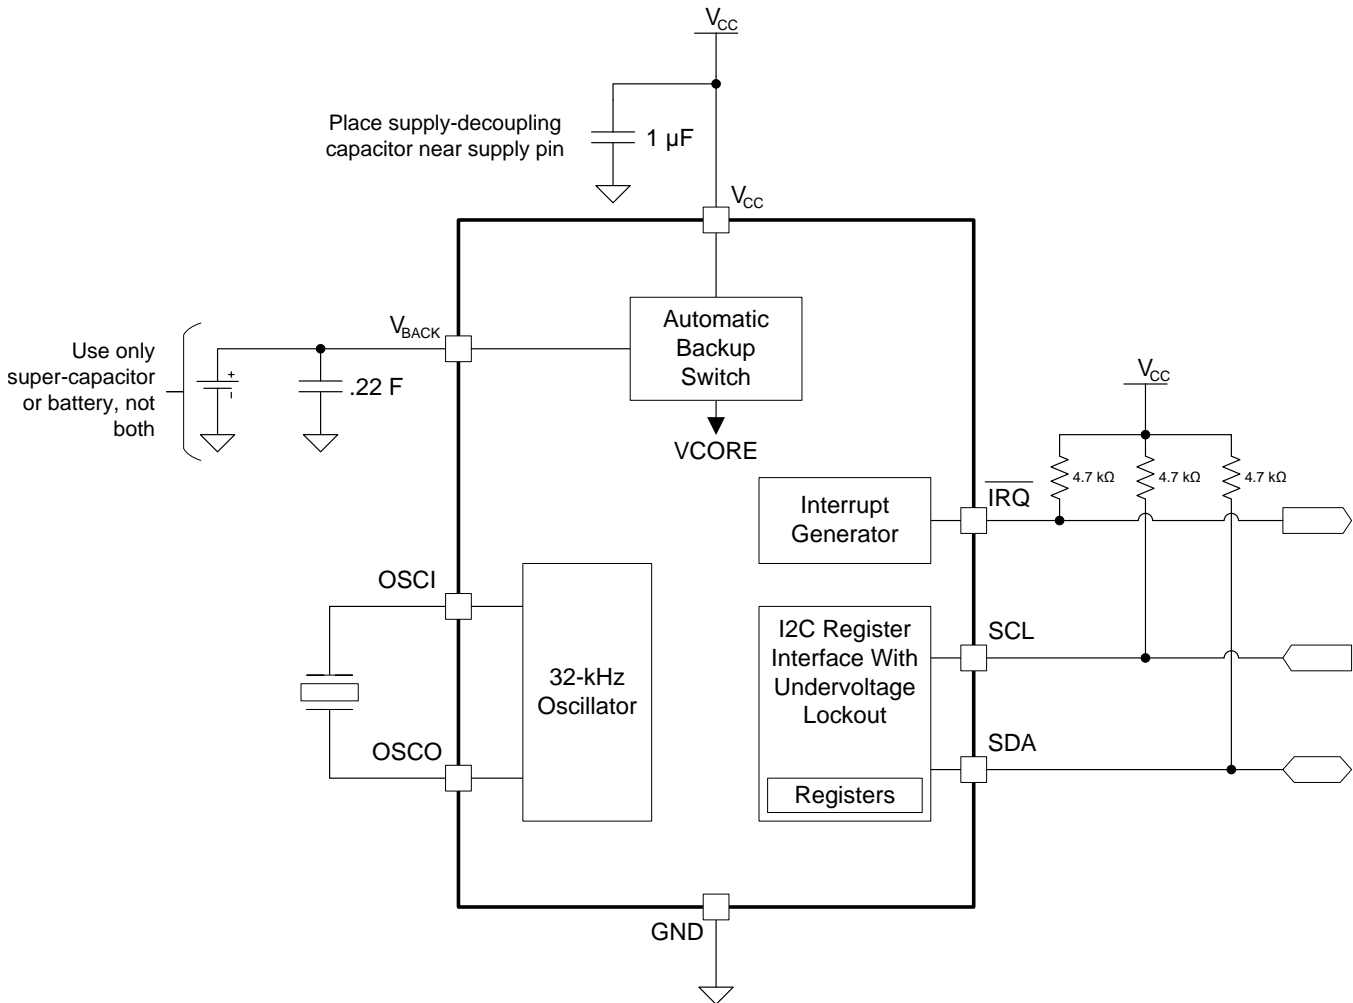 VCC
Place supply-decoupling
capacitor near supply pin
1 µF
VCC
VBACK
Automatic
Backup
Switch
Use only
super-capacitor
or battery, not
both
+
-
.22 F
VCORE
VCC
4.7 kΩ
4.7 kΩ
4.7 kΩ
IRQ
Interrupt
Generator
OSCI
32-kHz
Oscillator
OSCO
I2C Register
Interface With
Undervoltage
Lockout
SCL
SDA
Registers
GND